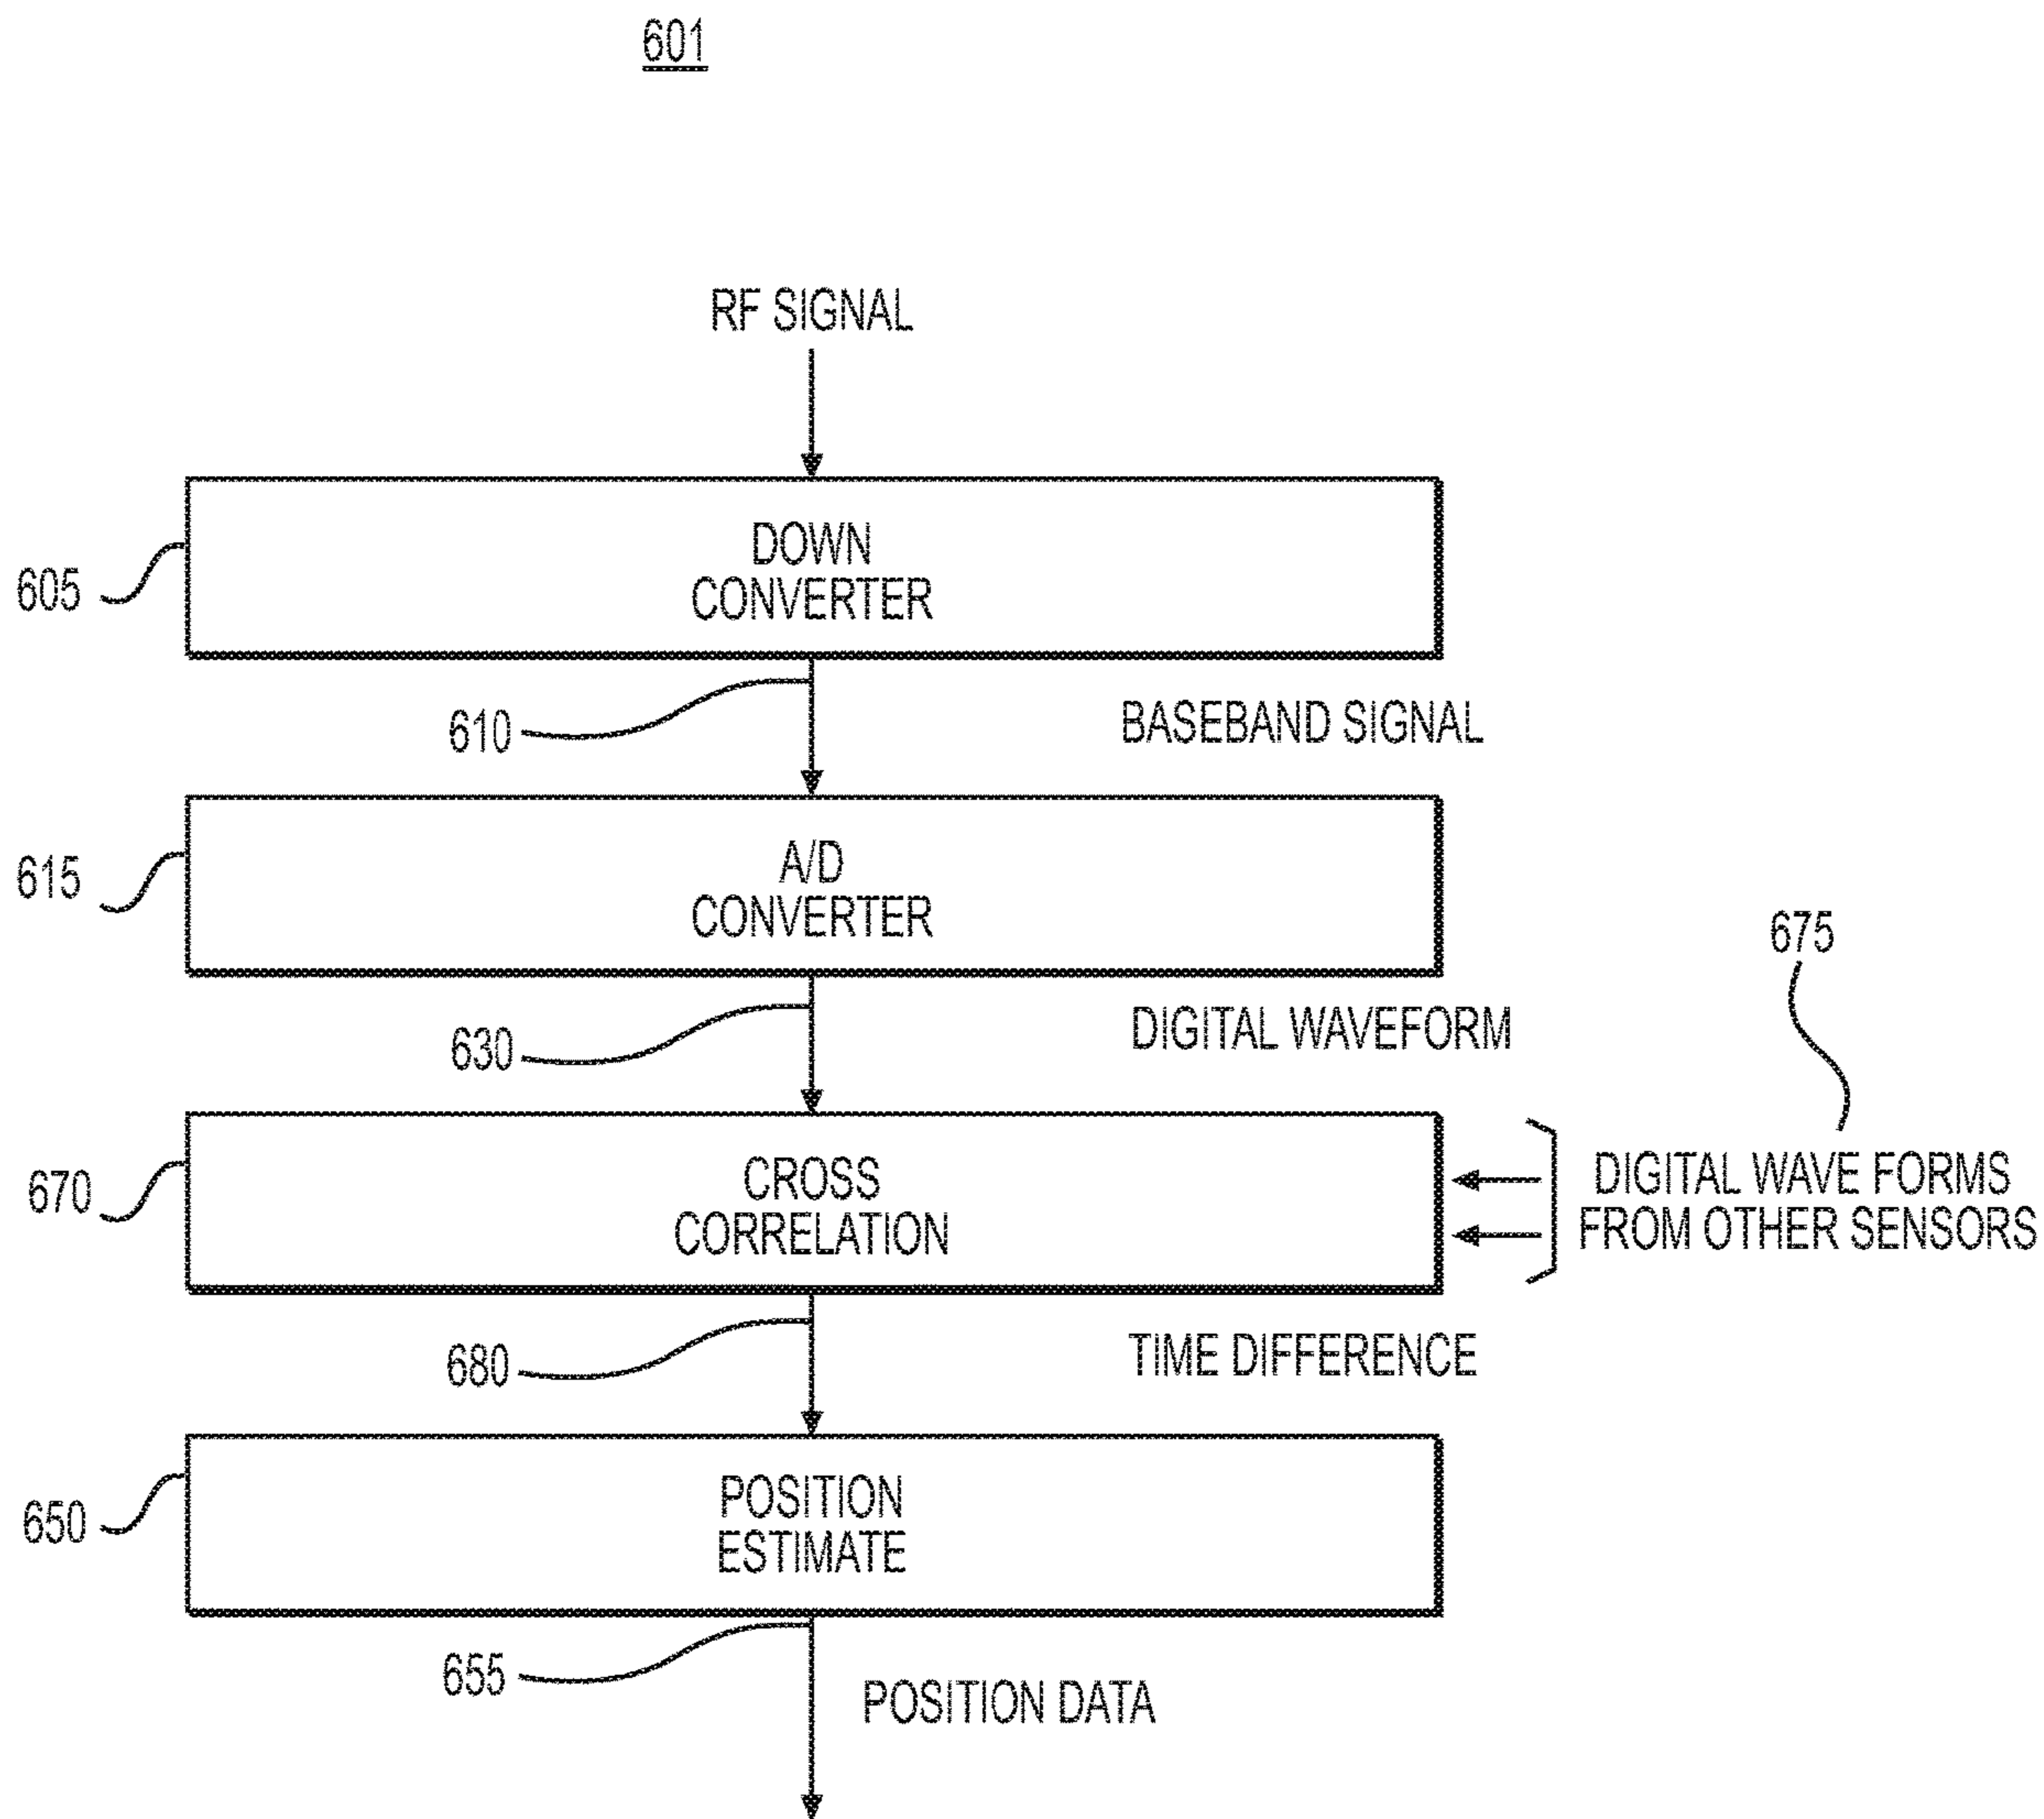 601
RF SIGNAL
DOWN
CONVERTER
605
610
BASEBAND SIGNAL
A/D
CONVERTER
615
675
630
DIGITAL WAVEFORM
CROSS
CORRELATION
670
DIGITAL WAVE FORMS
FROM OTHER SENSORS
680
TIME DIFFERENCE
POSITION
ESTIMATE
650
655
POSITION DATA